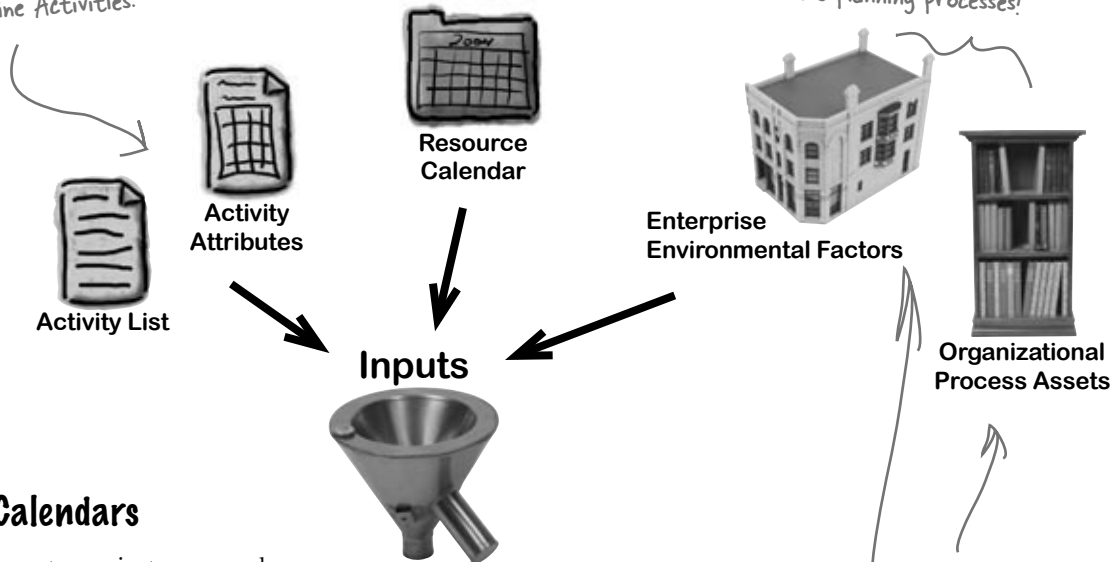 ine Activities.
planning processes!
2004
Resource
Calendar
Activity
Attributes
Activity List
Enterprise
Environmental Factors
Organizational
Process Assets
Inputs
Calendars